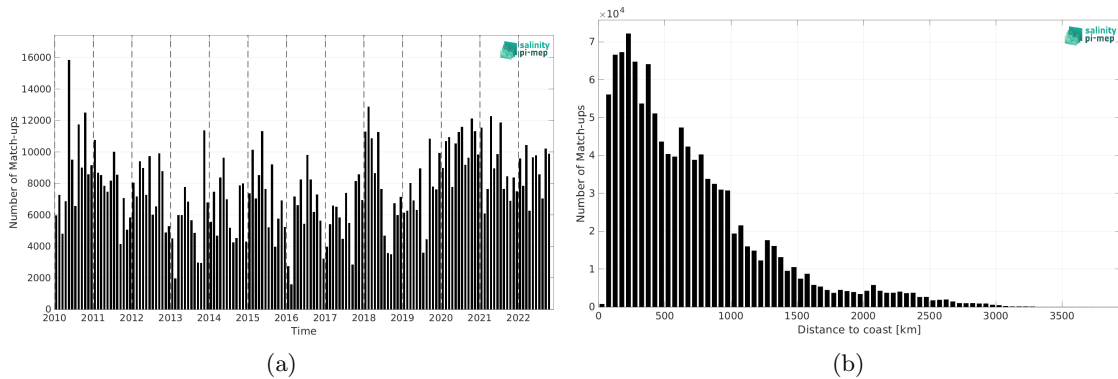 salinity
pi-mep
16000
14000
12000
10000
8000
6000
4000
2000
0
Number of Match-ups
2010 2011 2012 2013 2014 2015 2016 2017 2018 2019 2020 2021 2022
Time
(a)
×10⁴
salinity
pi-mep
7
6
5
4
3
2
1
0
Number of Match-ups
0 500 1000 1500 2000 2500 3000 3500
Distance to coast [km]
(b)